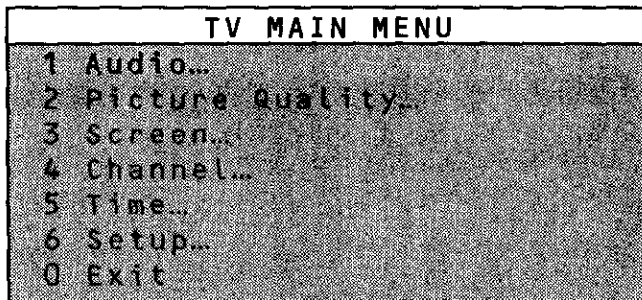 TV MAIN MENU
1 Audio…
2 Picture Quality…
3 Screen…
4 Channel…
5 Time…
6 Setup…
0 Exit